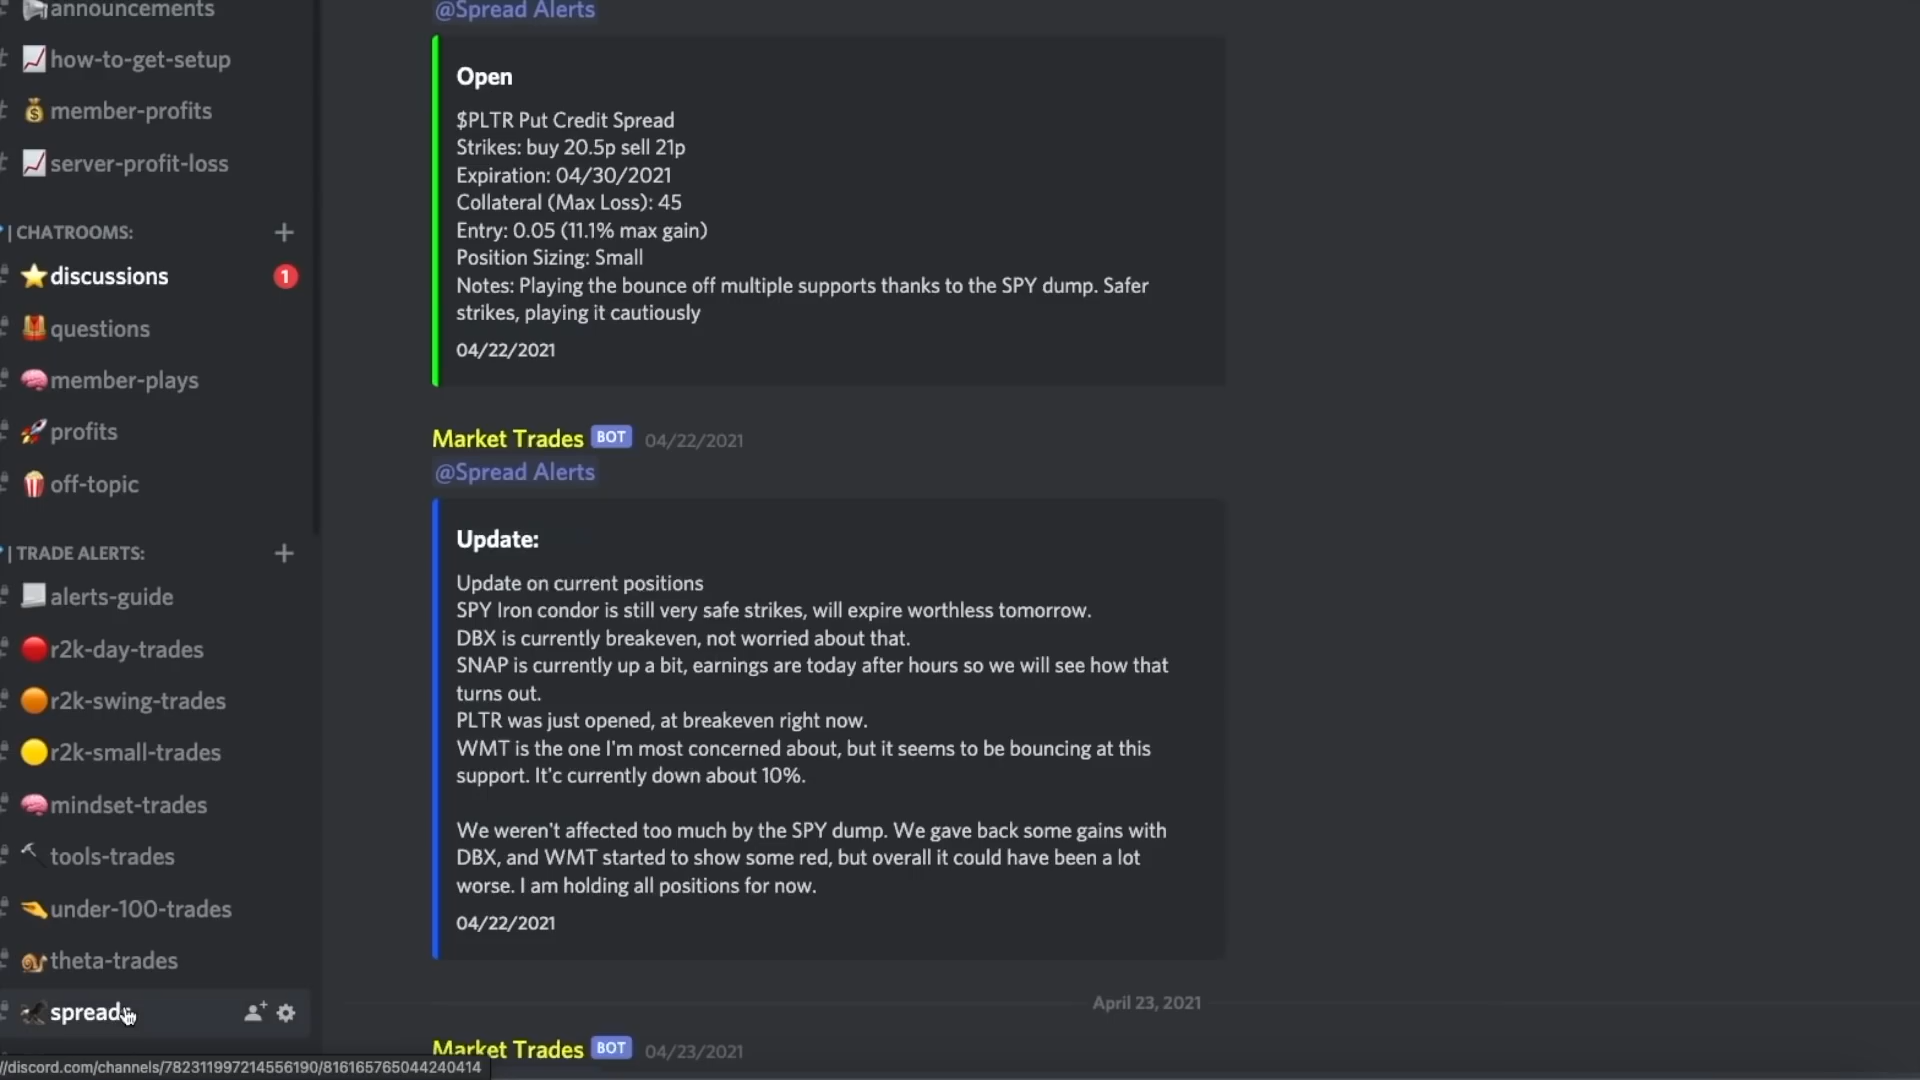 announcements
how-to-get-setup
member-profits
server-profit-loss
| CHATROOMS:
discussions
1
questions
member-plays
profits
off-topic
| TRADE ALERTS:
alerts-guide
r2k-day-trades
r2k-swing-trades
r2k-small-trades
mindset-trades
tools-trades
under-100-trades
theta-trades
spreads
//discord.com/channels/782311997214556190/816165765044240414
@Spread Alerts
Open
$PLTR Put Credit Spread
Strikes: buy 20.5p sell 21p
Expiration: 04/30/2021
Collateral (Max Loss): 45
Entry: 0.05 (11.1% max gain)
Position Sizing: Small
Notes: Playing the bounce off multiple supports thanks to the SPY dump. Safer
strikes, playing it cautiously
04/22/2021
Market Trades BOT 04/22/2021
@Spread Alerts
Update:
Update on current positions
SPY Iron condor is still very safe strikes, will expire worthless tomorrow.
DBX is currently breakeven, not worried about that.
SNAP is currently up a bit, earnings are today after hours so we will see how that
turns out.
PLTR was just opened, at breakeven right now.
WMT is the one I'm most concerned about, but it seems to be bouncing at this
support. It'c currently down about 10%.
We weren't affected too much by the SPY dump. We gave back some gains with
DBX, and WMT started to show some red, but overall it could have been a lot
worse. I am holding all positions for now.
04/22/2021
April 23, 2021
Market Trades BOT 04/23/2021